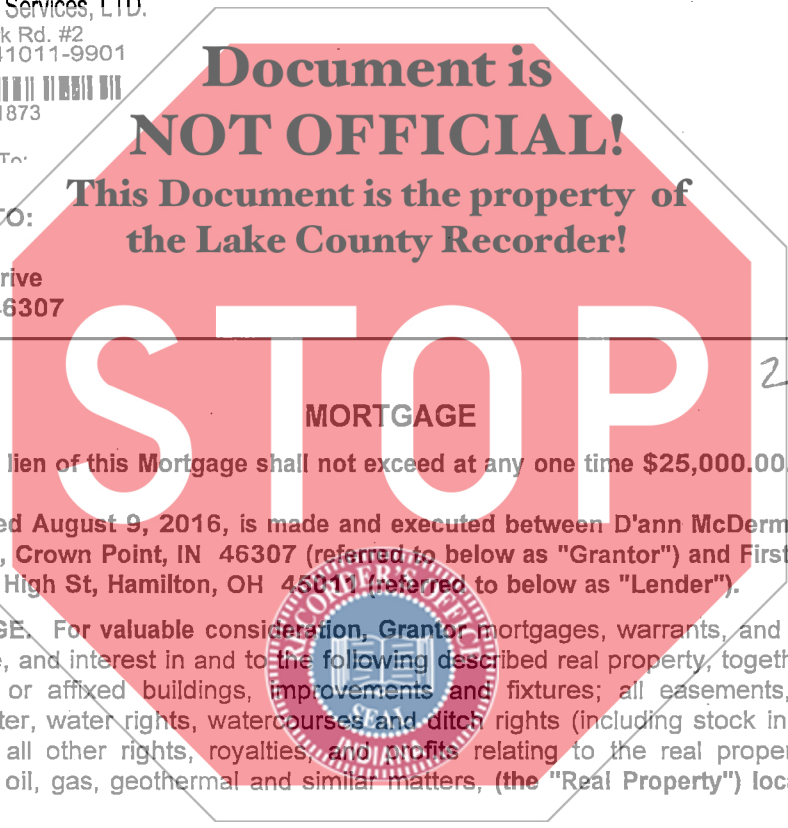 Services, LTD.
k Rd. #2
41011-9901
1873
To:
TO:
rive
46307
Document is
NOT OFFICIAL!
This Document is the property of
the Lake County Recorder!
STOP
2
MORTGAGE
lien of this Mortgage shall not exceed at any one time $25,000.00.
ed August 9, 2016, is made and executed between D'ann McDerm
, Crown Point, IN 46307 (referred to below as "Grantor") and First
High St, Hamilton, OH 45011 (referred to below as "Lender").
GE. For valuable consideration, Grantor mortgages, warrants, and
e, and interest in and to the following described real property, togeth
or affixed buildings, improvements and fixtures; all easements,
ter, water rights, watercourses and ditch rights (including stock in
all other rights, royalties, and profits relating to the real proper
oil, gas, geothermal and similar matters, (the "Real Property") loca
RECORDER'S OFFICE
SEAL